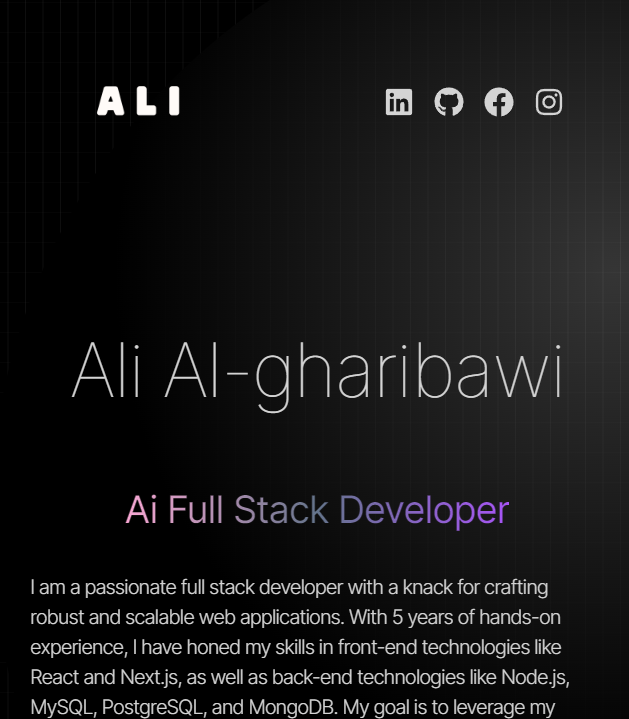 ALI
Ali Al-gharibawi
Ai Full Stack Developer
I am a passionate full stack developer with a knack for crafting
robust and scalable web applications. With 5 years of hands-on
experience, I have honed my skills in front-end technologies like
React and Next.js, as well as back-end technologies like Node.js,
MySQL, PostgreSQL, and MongoDB. My goal is to leverage my